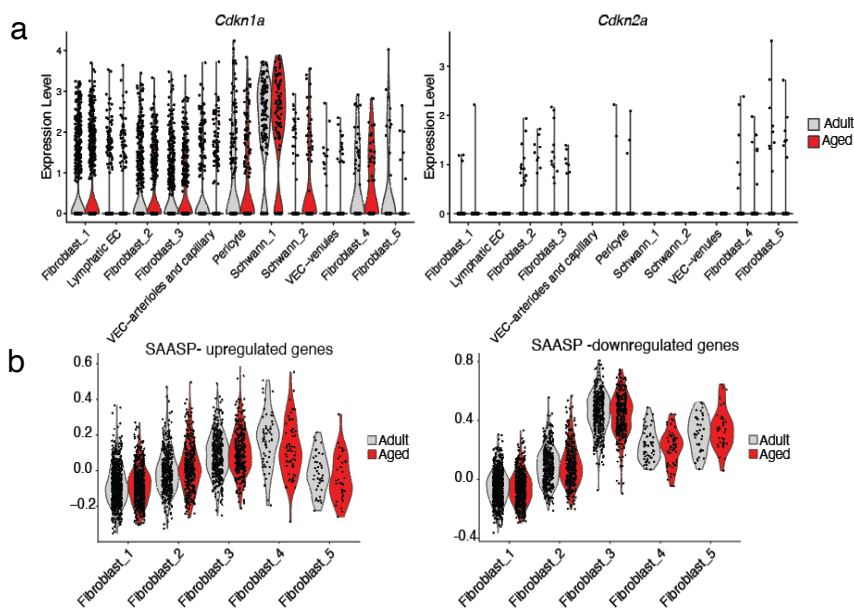 a
Cdkn1a
Cdkn2a
Expression Level
4
3
2
1
0
Fibroblast_1
Lymphatic EC
Fibroblast_2
Fibroblast_3
VEC-arterioles and capillary
Pericyte
Schwann_1
Schwann_2
VEC-venules
Fibroblast_4
Fibroblast_5
Expression Level
3
2
1
0
Fibroblast_1
Lymphatic EC
Fibroblast_2
Fibroblast_3
VEC-arterioles and capillary
Pericyte
Schwann_1
Schwann_2
VEC-venules
Fibroblast_4
Fibroblast_5
Adult
Aged
b
SAASP- upregulated genes
0.6
0.4
0.2
0.0
−0.2
Fibroblast_1
Fibroblast_2
Fibroblast_3
Fibroblast_4
Fibroblast_5
Adult
Aged
SAASP -downregulated genes
0.8
0.4
0.0
-0.4
Fibroblast_1
Fibroblast_2
Fibroblast_3
Fibroblast_4
Fibroblast_5
Adult
Aged